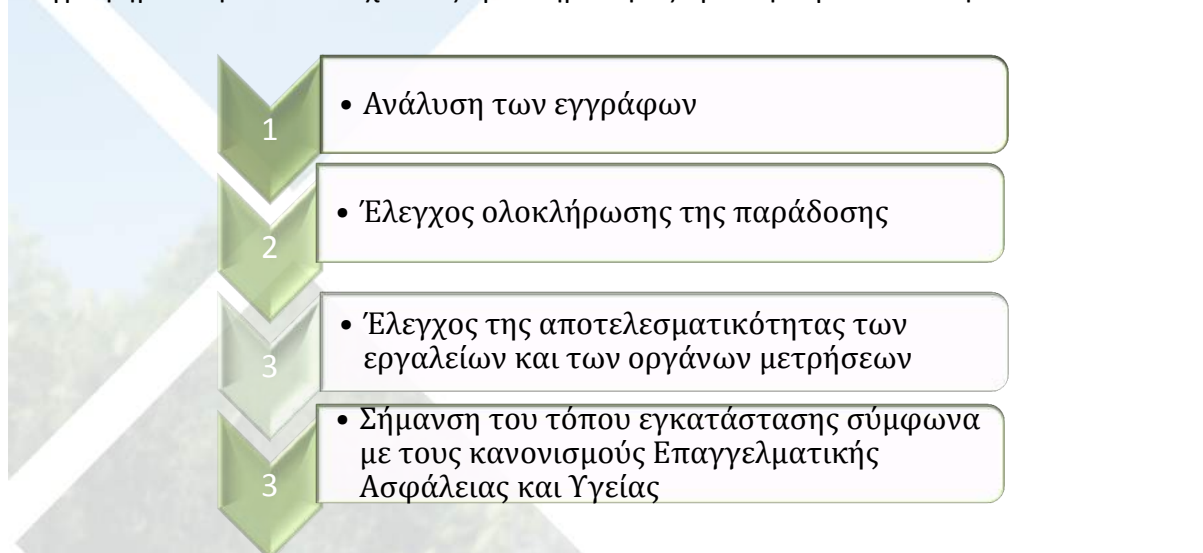 1
• Ανάλυση των εγγράφων
2
• Έλεγχος ολοκλήρωσης της παράδοσης
3
• Έλεγχος της αποτελεσματικότητας των
εργαλείων και των οργάνων μετρήσεων
3
• Σήμανση του τόπου εγκατάστασης σύμφωνα
με τους κανονισμούς Επαγγελματικής
Ασφάλειας και Υγείας